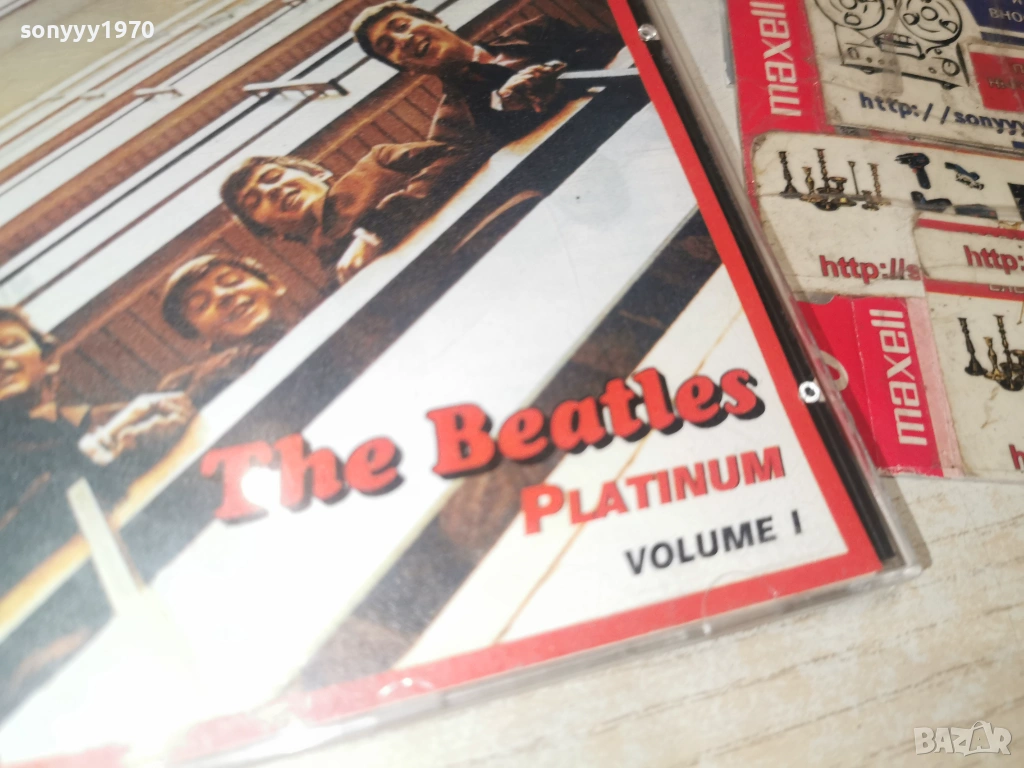 sonyyy1970
The Beatles
PLATINUM
VOLUME I
maxell
http://sonyyy
http://s
http:
maxell
BAZAR